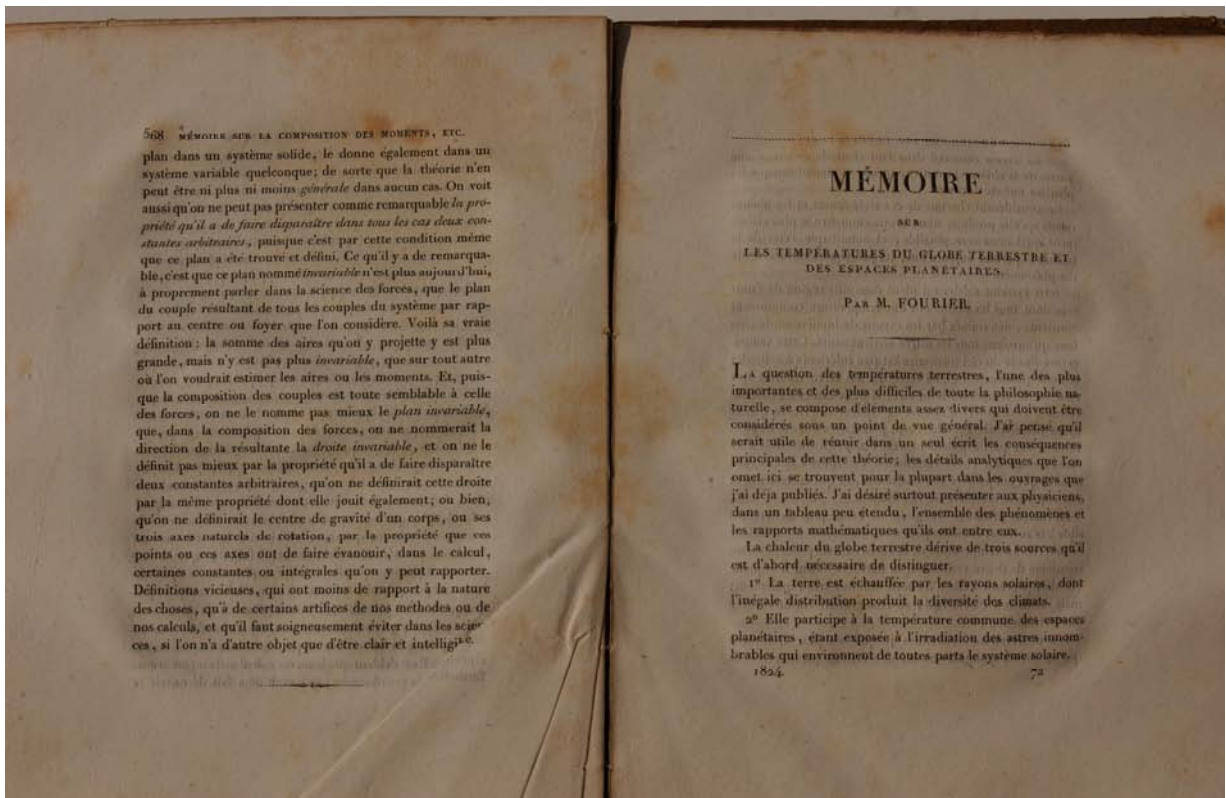 568 MÉMOIRE SUR LA COMPOSITION DES MOMENTS, ETC.
plan dans un système solide, le donne également dans un
système variable quelconque; de sorte que la théorie n'en
peut être ni plus ni moins générale dans aucun cas. On voit
aussi qu'on ne peut pas présenter comme remarquable la pro-
priété qu'il a de faire disparaître dans tous les cas deux con-
stantes arbitraires, puisque c'est par cette condition même
que ce plan a été trouvé et défini. Ce qu'il y a de remarqua-
ble, c'est que ce plan nommé invariable n'est plus aujourd'hui,
à proprement parler dans la science des forces, que le plan
du couple résultant de tous les couples du système par rap-
port au centre ou foyer que l'on considère. Voilà sa vraie
définition : la somme des aires qu'on y projette y est plus
grande, mais n'y est pas plus invariable, que sur tout autre
où l'on voudrait estimer les aires ou les moments. Et, puis-
que la composition des couples est toute semblable à celle
des forces, on ne le nomme pas mieux le plan invariable,
que, dans la composition des forces, on ne nommerait la
direction de la résultante la droite invariable, et on ne le
définit pas mieux par la propriété qu'il a de faire disparaître
deux constantes arbitraires, qu'on ne définirait cette droite
par la même propriété dont elle jouit également; ou bien,
qu'on ne définirait le centre de gravité d'un corps, ou ses
trois axes naturels de rotation, par la propriété que ces
points ou ces axes ont de faire évanouir, dans le calcul,
certaines constantes ou intégrales qu'on y peut rapporter.
Définitions vicieuses, qui ont moins de rapport à la nature
des choses, qu'à de certains artifices de nos méthodes ou de
nos calculs, et qu'il faut soigneusement éviter dans les scien-
ces, si l'on n'a d'autre objet que d'être clair et
MÉMOIRE
SUR
LES TEMPÉRATURES DU GLOBE TERRESTRE ET
DES ESPACES PLANÉTAIRES.
PAR M. FOURIER.
LA question des températures terrestres, l'une des plus
importantes et des plus difficiles de toute la philosophie na-
turelle, se compose d'éléments assez divers qui doivent être
considérés sous un point de vue général. J'ai pensé qu'il
serait utile de réunir dans un seul écrit les conséquences
principales de cette théorie; les détails analytiques que l'on
omet ici se trouvent pour la plupart dans les ouvrages que
j'ai déjà publiés. J'ai désiré surtout présenter aux physiciens,
dans un tableau peu étendu, l'ensemble des phénomènes et
les rapports mathématiques qu'ils ont entre eux.
La chaleur du globe terrestre dérive de trois sources qu'il
est d'abord nécessaire de distinguer.
1° La terre est échauffée par les rayons solaires, dont
l'inégale distribution produit la diversité des climats.
2° Elle participe à la température commune des espaces
planétaires, étant exposée à l'irradiation des astres innom-
brables qui environnent de toutes parts le système solaire.
1824. 72